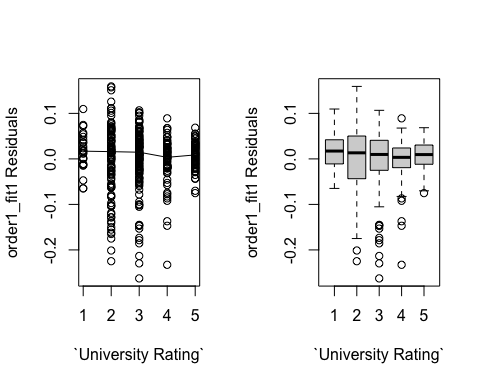 order1_fit1 Residuals
0.1
0.0
-0.1
-0.2
1 2 3 4 5
`University Rating`
order1_fit1 Residuals
0.1
0.0
-0.1
-0.2
1 2 3 4 5
`University Rating`